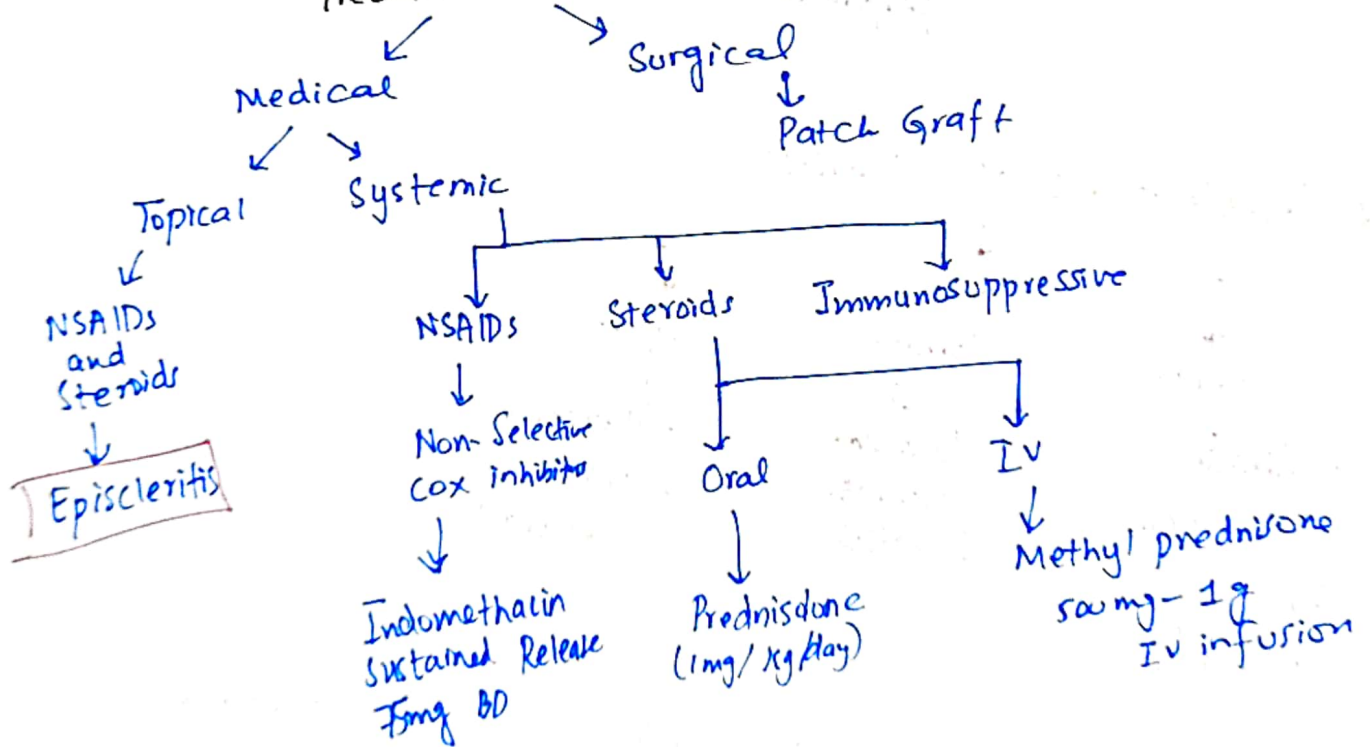 Surgical
Medical
Patch Graft
Topical
Systemic
NSAIDs
and
Steroids
NSAIDs
Steroids
Immunosuppressive
Episcleritis
Non-Selective
Cox inhibitor
Oral
IV
Indomethacin
Sustained Release
75mg BD
Prednisolone
(1mg/kg/day)
Methyl prednisone
500mg-1g
IV infusion